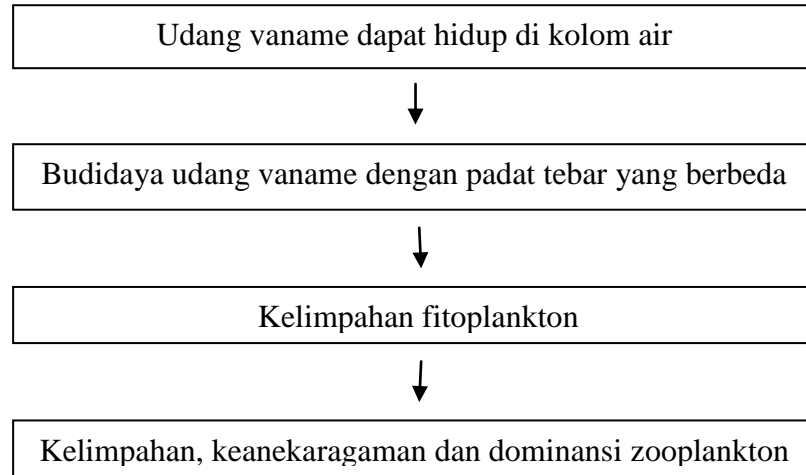 Udang vaname dapat hidup di kolom air
Budidaya udang vaname dengan padat tebar yang berbeda
Kelimpahan fitoplankton
Kelimpahan, keanekaragaman dan dominansi zooplankton